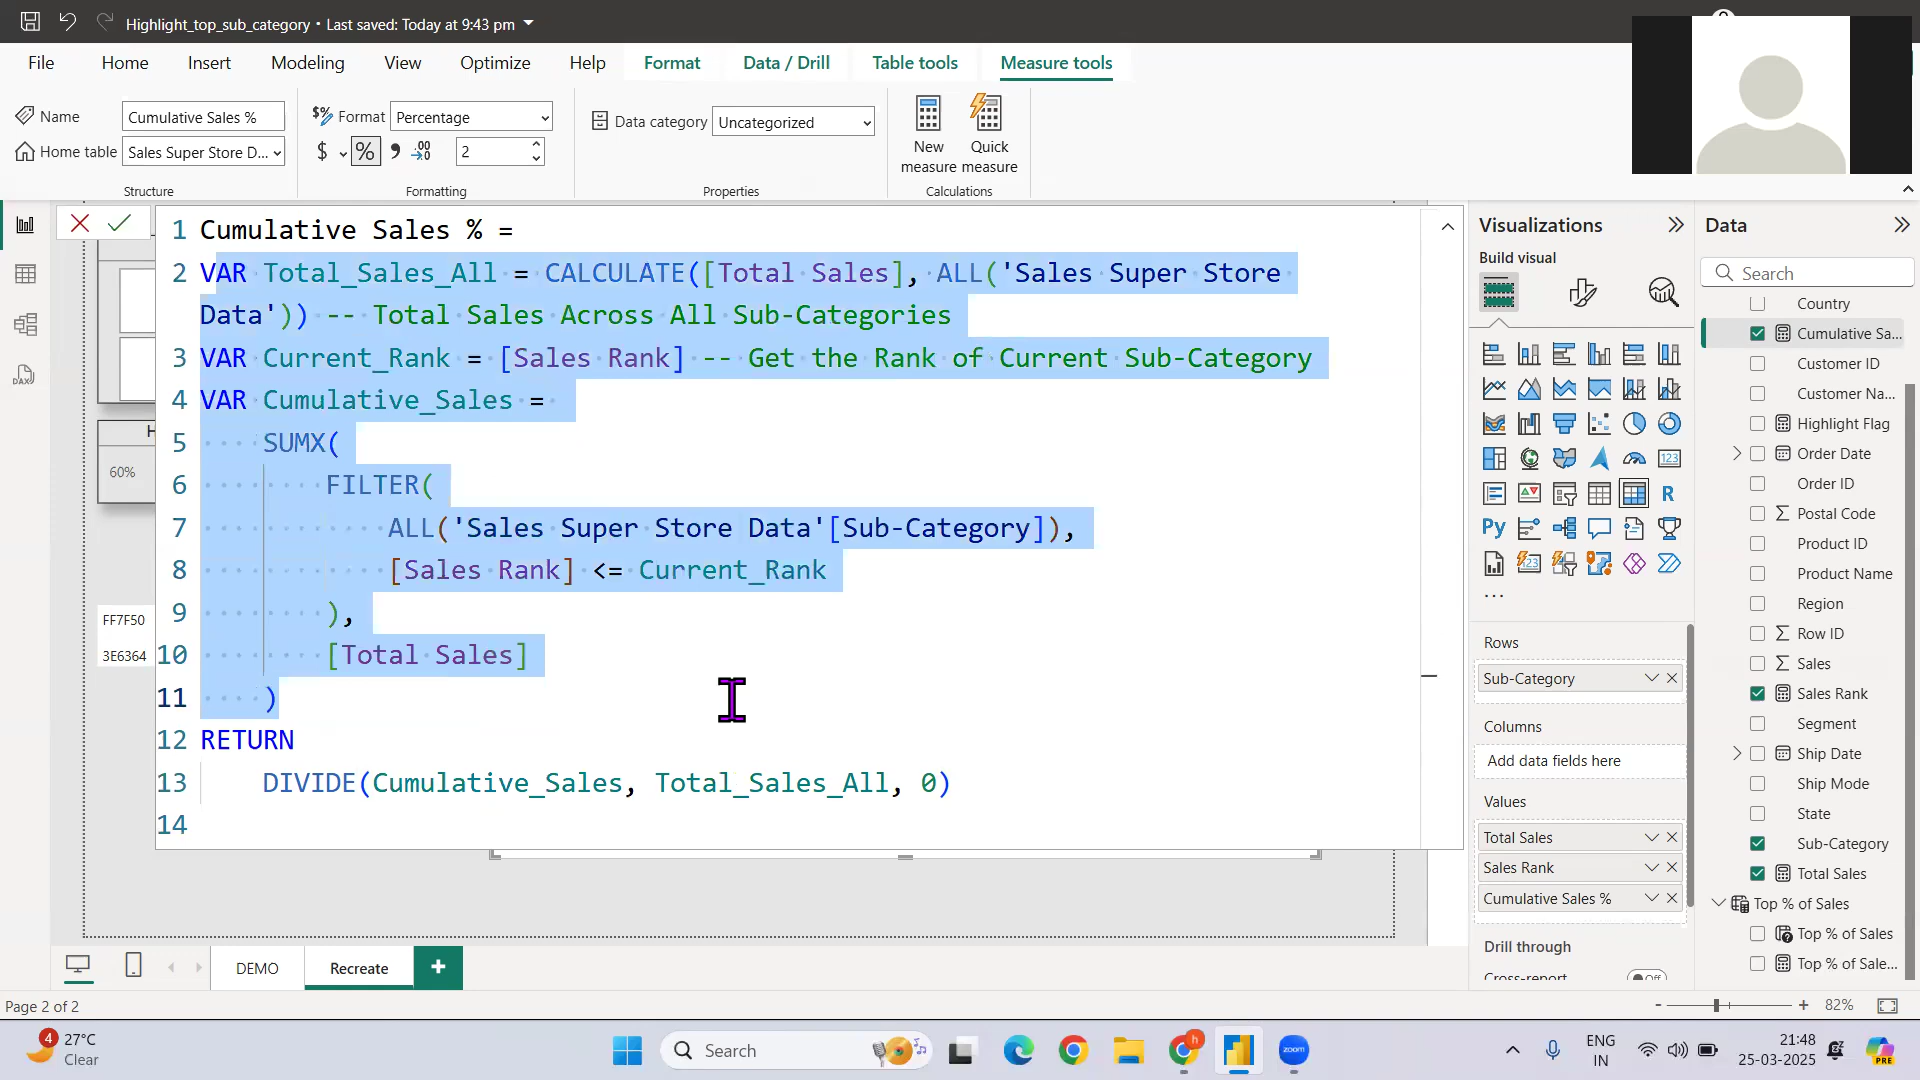 Highlight_top_sub_category • Last saved: Today at 9:43 pm
File Home Insert Modeling View Optimize Help Format Data / Drill Table tools Measure tools
Name Cumulative Sales %
Home table Sales Super Store D...
Structure
Format Percentage
$ % 2
Formatting
Data category Uncategorized
Properties
New measure
Quick measure
Calculations
1 Cumulative Sales % =
2 VAR Total_Sales_All = CALCULATE([Total Sales], ALL('Sales Super Store
Data')) -- Total Sales Across All Sub-Categories
3 VAR Current_Rank = [Sales Rank] -- Get the Rank of Current Sub-Category
4 VAR Cumulative_Sales =
5 SUMX(
6 FILTER(
7 ALL('Sales Super Store Data'[Sub-Category]),
8 [Sales Rank] <= Current_Rank
9 ),
10 [Total Sales]
11 )
12 RETURN
13 DIVIDE(Cumulative_Sales, Total_Sales_All, 0)
14
H
60%
FF7F50
3E6364
Visualizations
Build visual
123
R
Py
...
Rows
Sub-Category
Columns
Add data fields here
Values
Total Sales
Sales Rank
Cumulative Sales %
Drill through
Cross-report Off
Data
Search
Country
Cumulative Sa...
Customer ID
Customer Na...
Highlight Flag
Order Date
Order ID
Postal Code
Product ID
Product Name
Region
Row ID
Sales
Sales Rank
Segment
Ship Date
Ship Mode
State
Sub-Category
Total Sales
Top % of Sales
Top % of Sales
Top % of Sale...
DAX
DEMO Recreate +
Page 2 of 2
- + 82%
4 27°C
Clear
Search
h
zoom
ENG
IN
21:48
25-03-2025
PRE